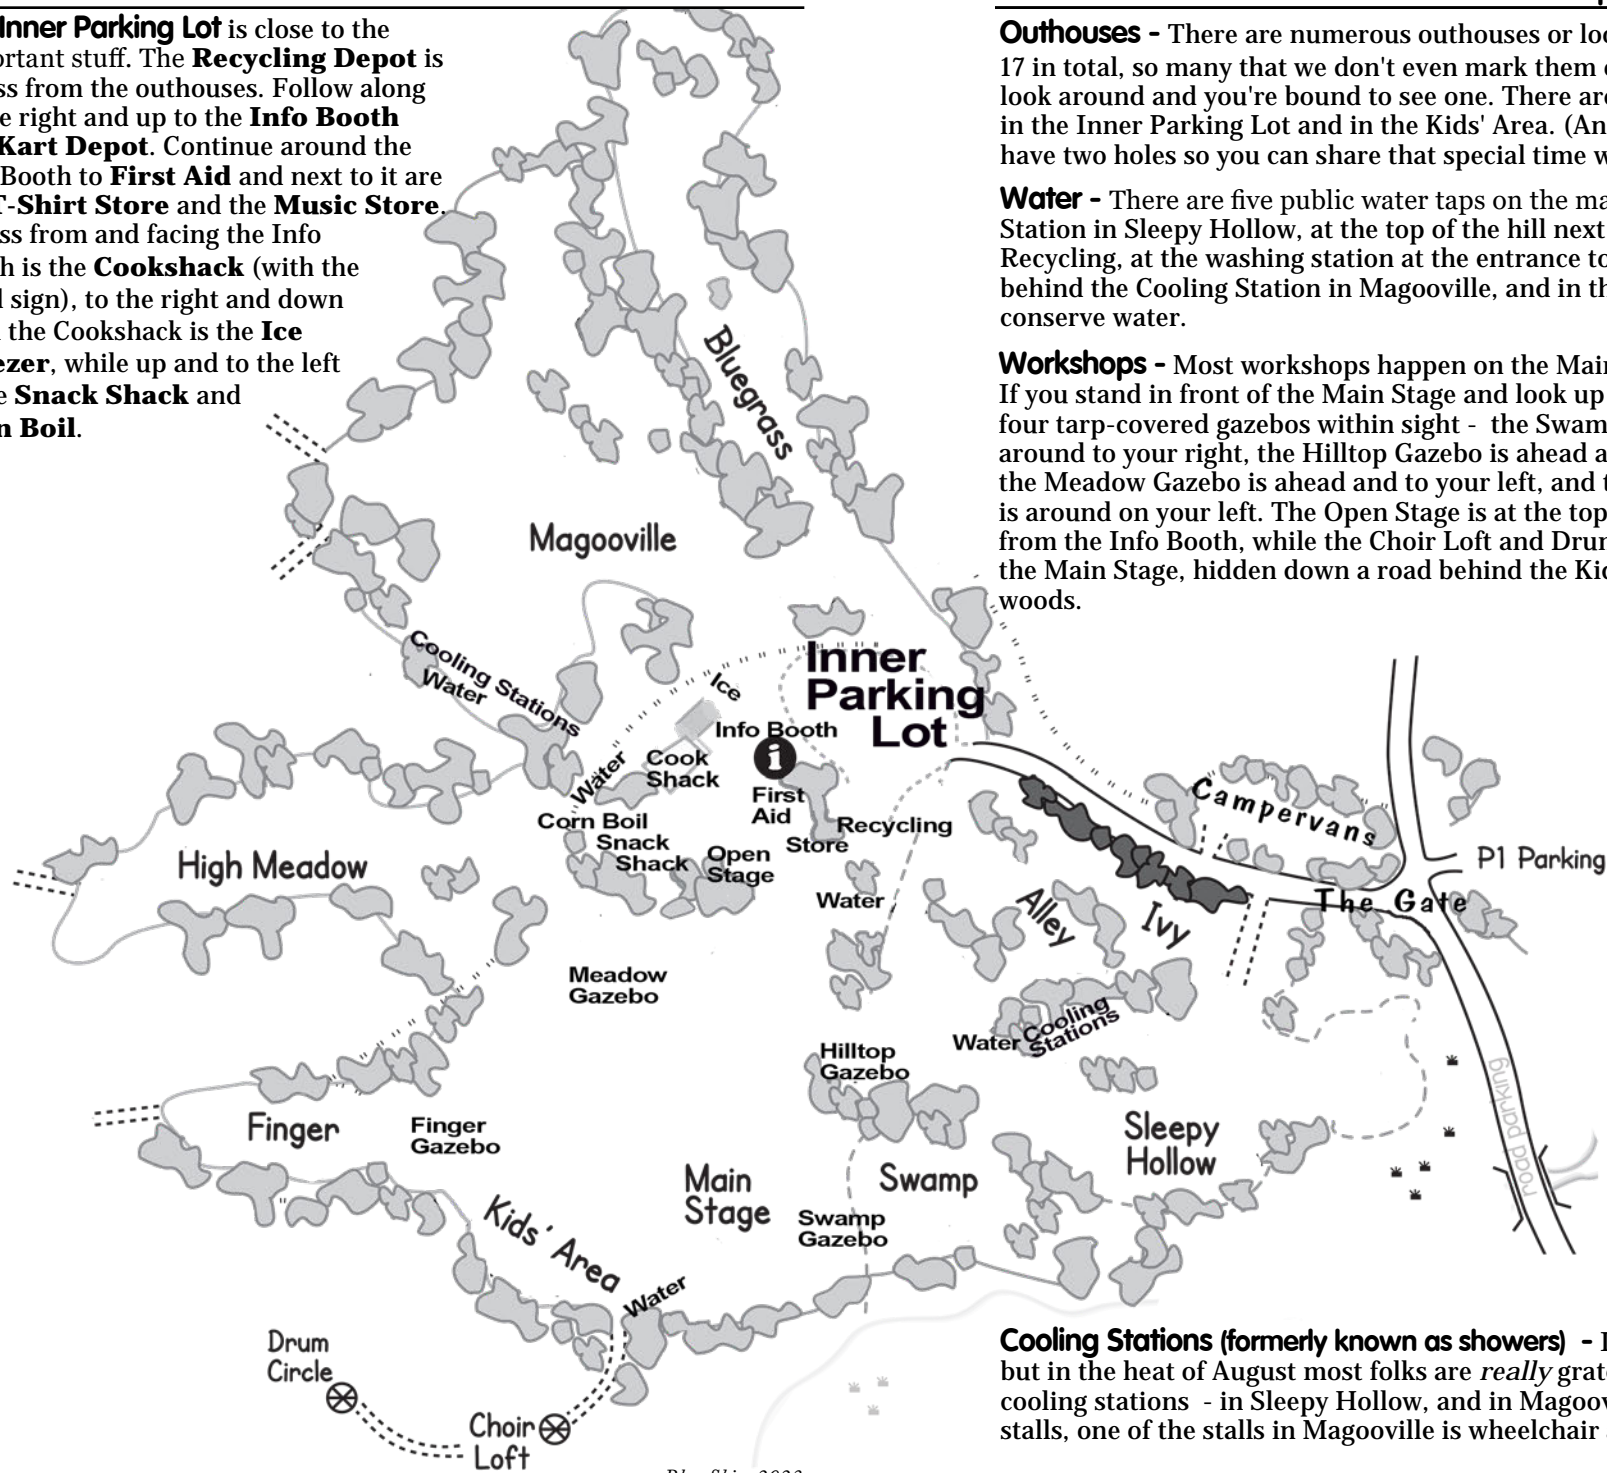 Inner Parking Lot is close to the
ortant stuff. The Recycling Depot is
ss from the outhouses. Follow along
e right and up to the Info Booth
Kart Depot. Continue around the
Booth to First Aid and next to it are
T-Shirt Store and the Music Store.
ss from and facing the Info
h is the Cookshack (with the
l sign), to the right and down
the Cookshack is the Ice
ezer, while up and to the left
e Snack Shack and
n Boil.
Outhouses - There are numerous outhouses or loo
17 in total, so many that we don't even mark them
look around and you're bound to see one. There are
in the Inner Parking Lot and in the Kids' Area. (An
have two holes so you can share that special time w
Water - There are five public water taps on the ma
Station in Sleepy Hollow, at the top of the hill next
Recycling, at the washing station at the entrance to
behind the Cooling Station in Magooville, and in th
conserve water.
Workshops - Most workshops happen on the Main
If you stand in front of the Main Stage and look up
four tarp-covered gazebos within sight - the Swam
around to your right, the Hilltop Gazebo is ahead a
the Meadow Gazebo is ahead and to your left, and t
is around on your left. The Open Stage is at the top
from the Info Booth, while the Choir Loft and Drum
the Main Stage, hidden down a road behind the Kid
woods.
Bluegrass
Magooville
Cooling Stations
Water
Inner
Parking
Lot
Ice
Info Booth
i
Water
Cook
Shack
First
Aid
Corn Boil
Snack
Shack
Open
Stage
Store
Recycling
Water
Campervans
P1 Parking
The Gate
High Meadow
Alley
Ivy
Meadow
Gazebo
Water
Cooling
Stations
Hilltop
Gazebo
road parking
Finger
Finger
Gazebo
Sleepy
Hollow
Main
Stage
Swamp
Swamp
Gazebo
Kids' Area
Water
Drum
Circle
Choir
Loft
Cooling Stations (formerly known as showers) -
but in the heat of August most folks are really grate
cooling stations - in Sleepy Hollow, and in Magoov
stalls, one of the stalls in Magooville is wheelchair